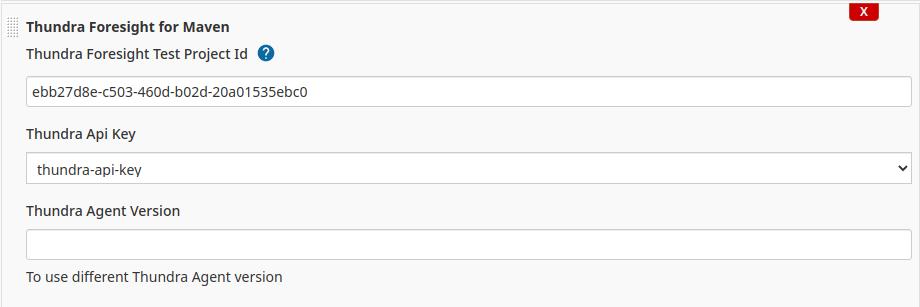 X
Thundra Foresight for Maven
Thundra Foresight Test Project Id ?
ebb27d8e-c503-460d-b02d-20a01535ebc0
Thundra Api Key
thundra-api-key
Thundra Agent Version
To use different Thundra Agent version